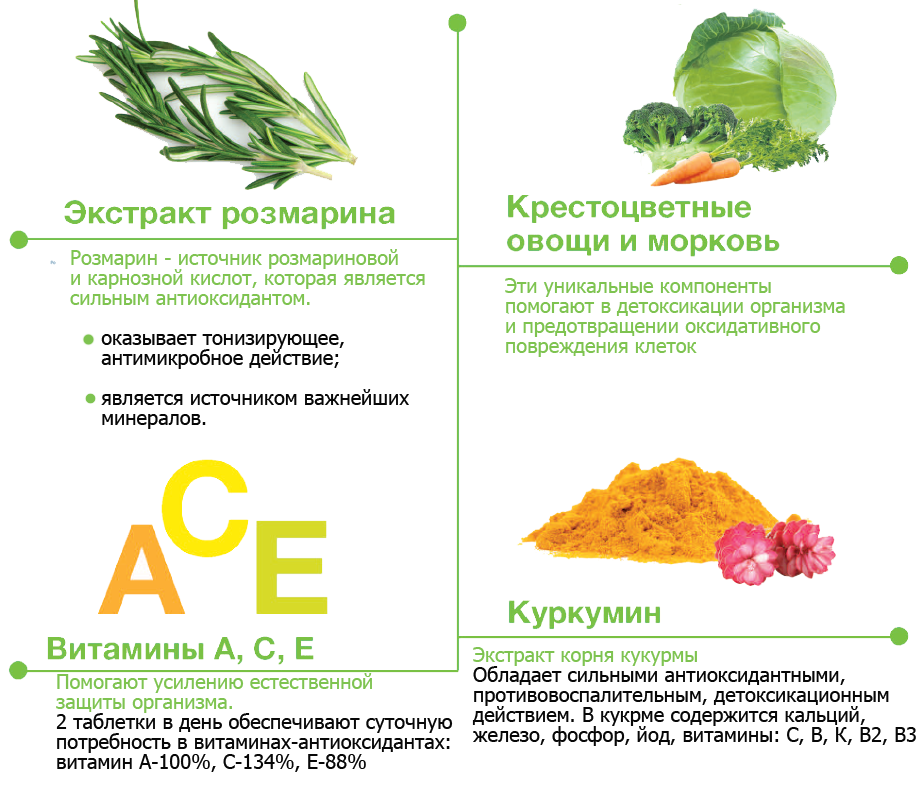 Экстракт розмарина
Розмарин - источник розмариновой
и карнозной кислот, которая является
сильным антиоксидантом.
оказывает тонизирующее,
антимикробное действие;
является источником важнейших
минералов.
Крестоцветные
овощи и морковь
Эти уникальные компоненты
помогают в детоксикации организма
и предотвращении оксидативного
повреждения клеток
A C E
Витамины А, С, Е
Помогают усилению естественной
защиты организма.
2 таблетки в день обеспечивают суточную
потребность в витаминах-антиоксидантах:
витамин А-100%, С-134%, Е-88%
Куркумин
Экстракт корня кукурмы
Обладает сильными антиоксидантными,
противовоспалительным, детоксикационным
действием. В кукрме содержится кальций,
железо, фосфор, йод, витамины: С, В, К, В2, В3